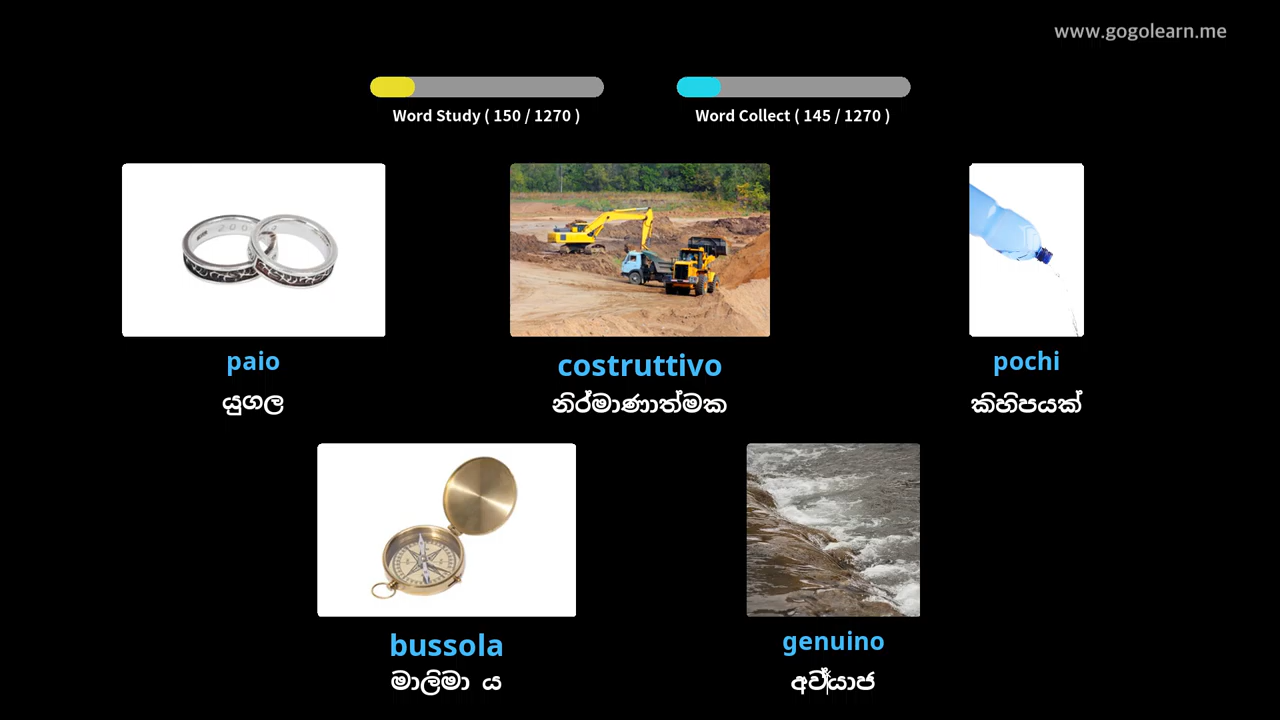 www.gogolearn.me
Word Study ( 150 / 1270 )
Word Collect ( 145 / 1270 )
paio
යුගල
costruttivo
නිර්මාණාත්මක
pochi
කිහිපයක්
bussola
මාලිමා ය
genuino
අව්යාජ